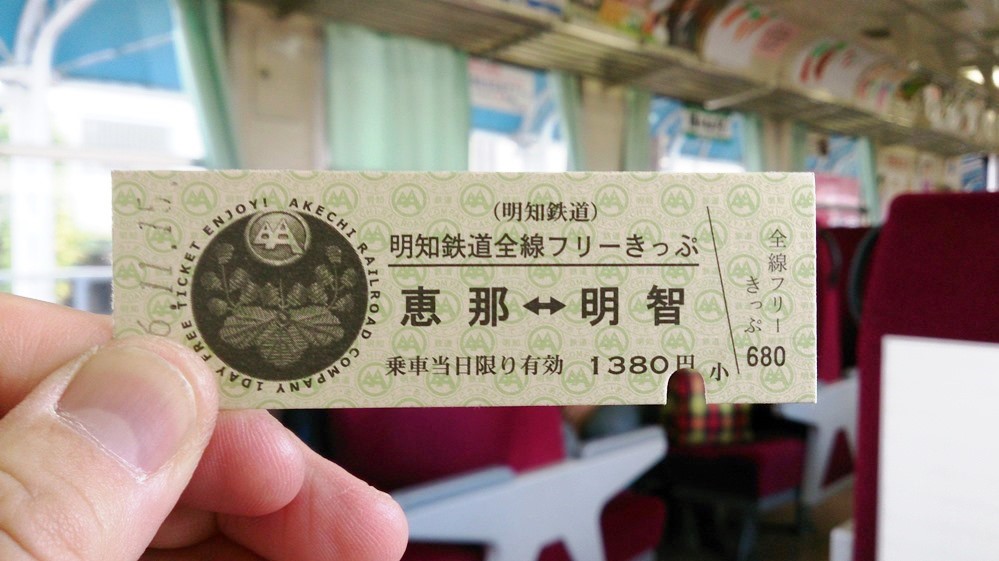 6.11.15
1DAY FREE TICKET ENJOY! AKECHI RAILROAD COMPANY
(明知鉄道)
明知鉄道全線フリーきっぷ
恵那↔明智
乗車当日限り有効 1380円
小
全線フリー
きっぷ
680